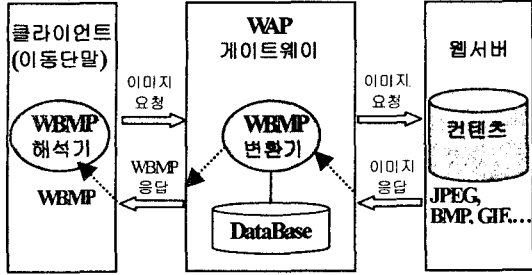 클라이언트
(이동단말)
WBMP
해석기
WBMP
이미지
요청
WBMP
응답
WAP
게이트웨이
WBMP
변환기
DataBase
이미지
요청
이미지
응답
웹서버
컨텐츠
JPEG,
BMP, GIF....